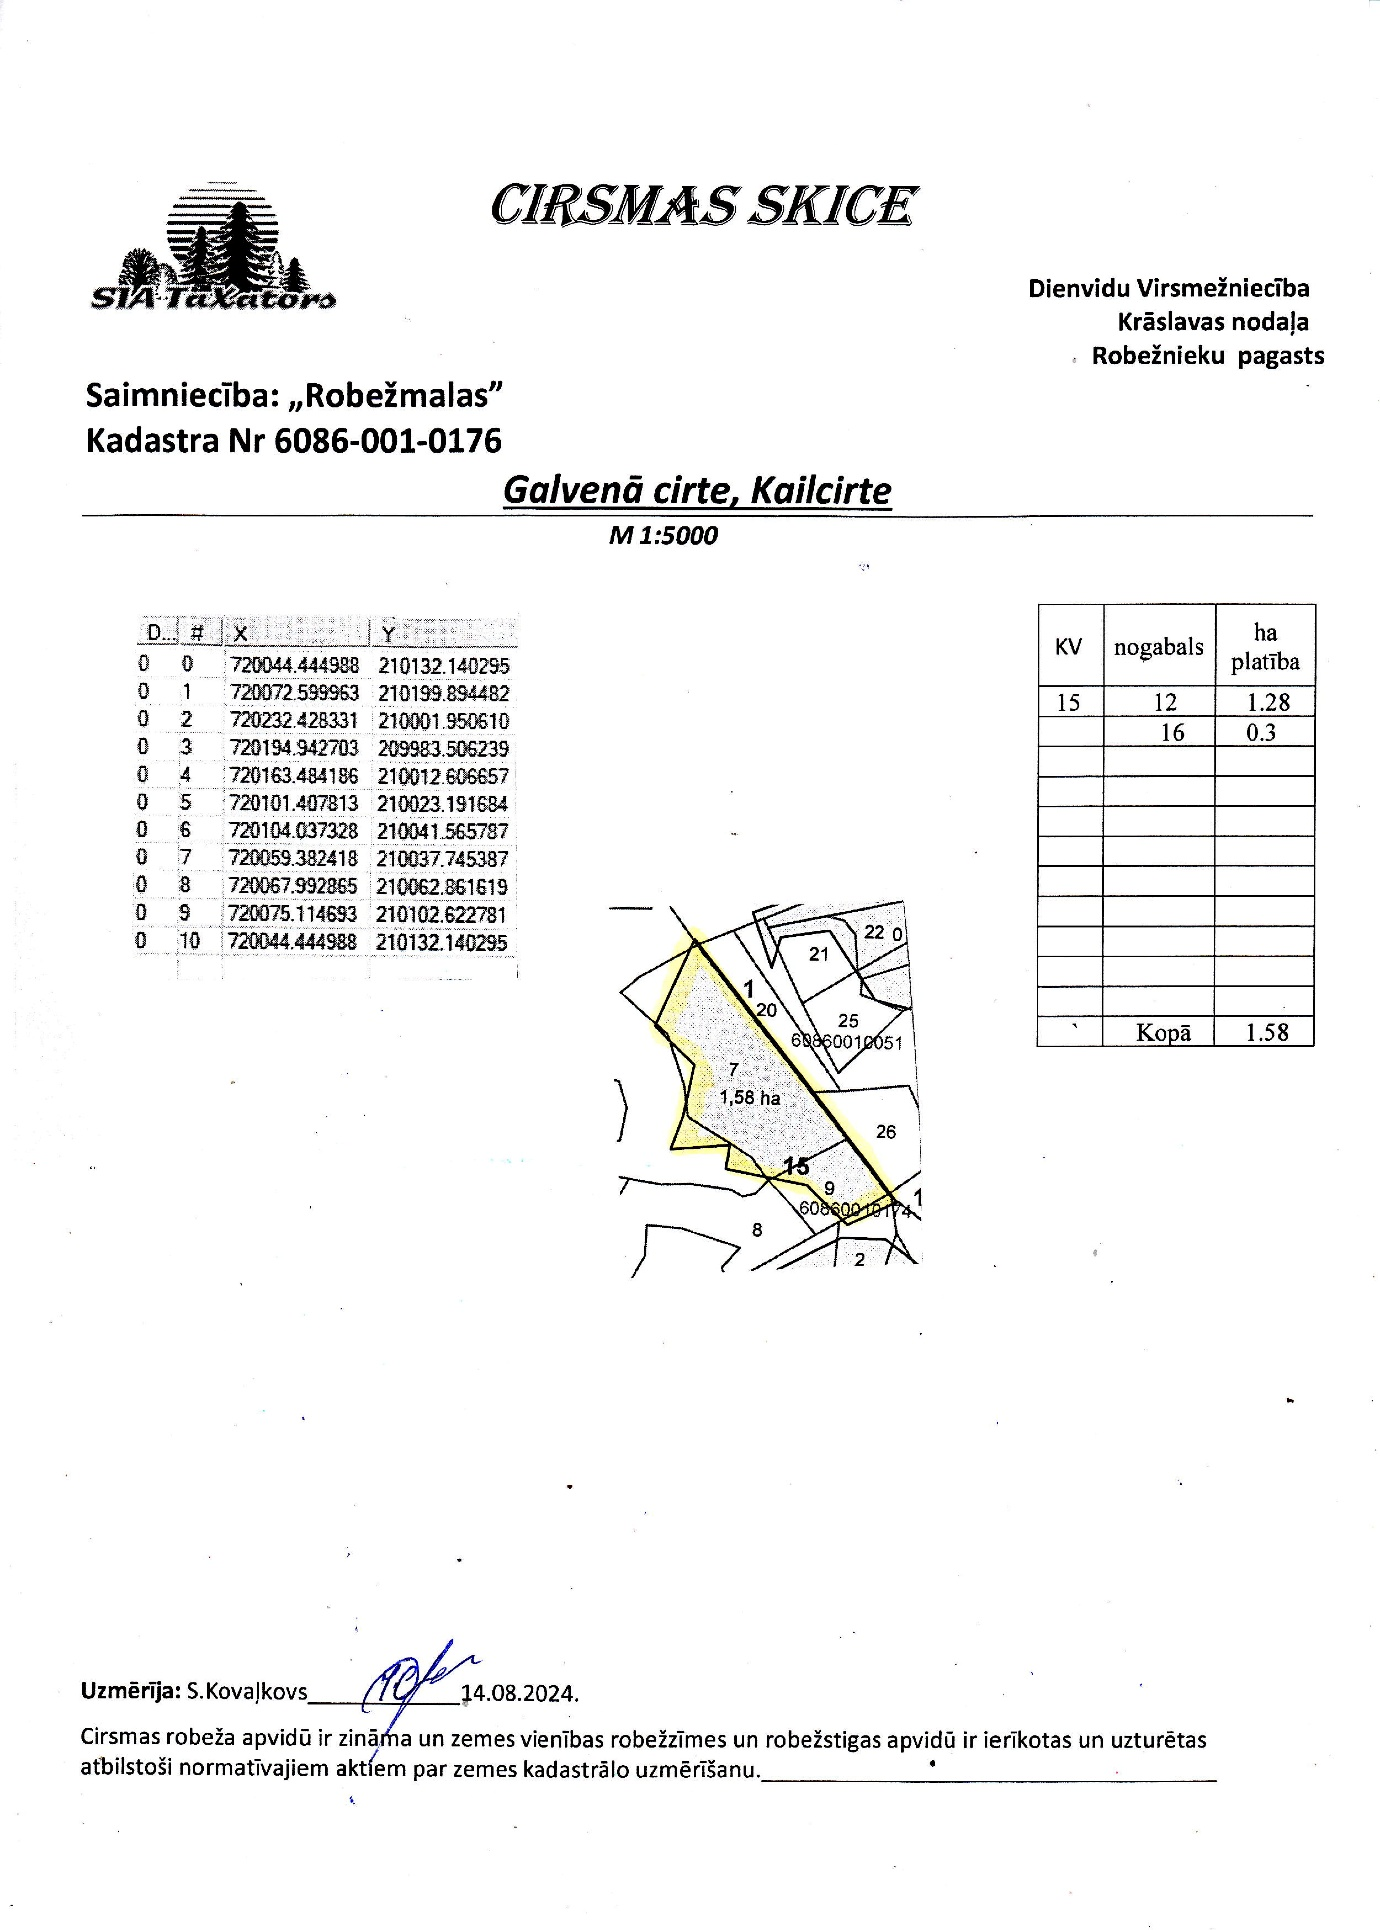 CIRSMAS SKICE
SIA Taxators
Dienvidu Virsmežniecība
Krāslavas nodaļa
Robežnieku pagasts
Saimniecība: „Robežmalas”
Kadastra Nr 6086-001-0176
Galvenā cirte, Kailcirte
M 1:5000
D... # X Y
0 0 720044.444988 210132.140295
0 1 720072.599963 210199.894482
0 2 720232.428331 210001.950610
0 3 720194.942703 209983.506239
0 4 720163.484186 210012.606657
0 5 720101.407813 210023.191684
0 6 720104.037328 210041.565787
0 7 720059.382418 210037.745387
0 8 720067.992865 210062.861619
0 9 720075.114693 210102.622781
0 10 720044.444988 210132.140295
KV nogabals ha platība
15 12 1.28
16 0.3
Kopā 1.58
22 0
21
1
20
25
60860010051
7
1,58 ha
26
15
9
60860010174
1
8
2
Uzmērīja: S.Kovaļkovs 14.08.2024.
Cirsmas robeža apvidū ir zināma un zemes vienības robežzīmes un robežstigas apvidū ir ierīkotas un uzturētas
atbilstoši normatīvajiem aktiem par zemes kadastrālo uzmērīšanu.